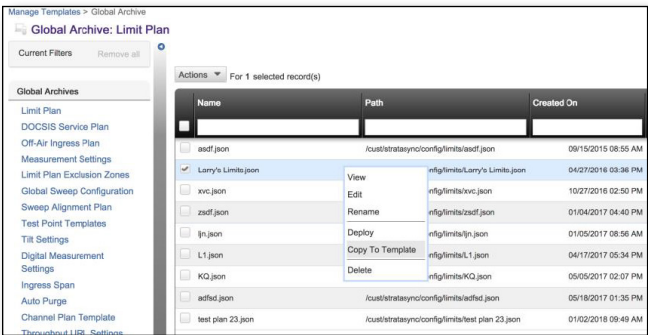 Manage Templates > Global Archive
Global Archive: Limit Plan
Current Filters Remove all
Actions For 1 selected record(s)
Global Archives
Limit Plan
DOCSIS Service Plan
Off-Air Ingress Plan
Measurement Settings
Limit Plan Exclusion Zones
Global Sweep Configuration
Sweep Alignment Plan
Test Point Templates
Tilt Settings
Digital Measurement
Settings
Ingress Span
Auto Purge
Channel Plan Template
Throughput URL Settings
Name Path Created On
asdf.json /cust/stratasync/config/limits/asdf.json 09/15/2015 08:55 AM
Larry's Limits.json nfig/limits/Larry's Limits.json 04/27/2016 03:36 PM
xvc.json nfig/limits/xvc.json 10/27/2016 02:50 PM
zsdf.json onfig/limits/zsdf.json 01/04/2017 04:40 PM
ljn.json onfig/limits/ljn.json 01/05/2017 08:56 AM
L1.json onfig/limits/L1.json 04/17/2017 05:34 PM
KQ.json onfig/limits/KQ.json 05/05/2017 02:07 PM
adfsd.json /cust/stratasync/config/limits/adfsd.json 05/18/2017 01:35 PM
test plan 23.json /cust/stratasync/config/limits/test plan 23.json 01/02/2018 09:49 AM
View
Edit
Rename
Deploy
Copy To Template
Delete